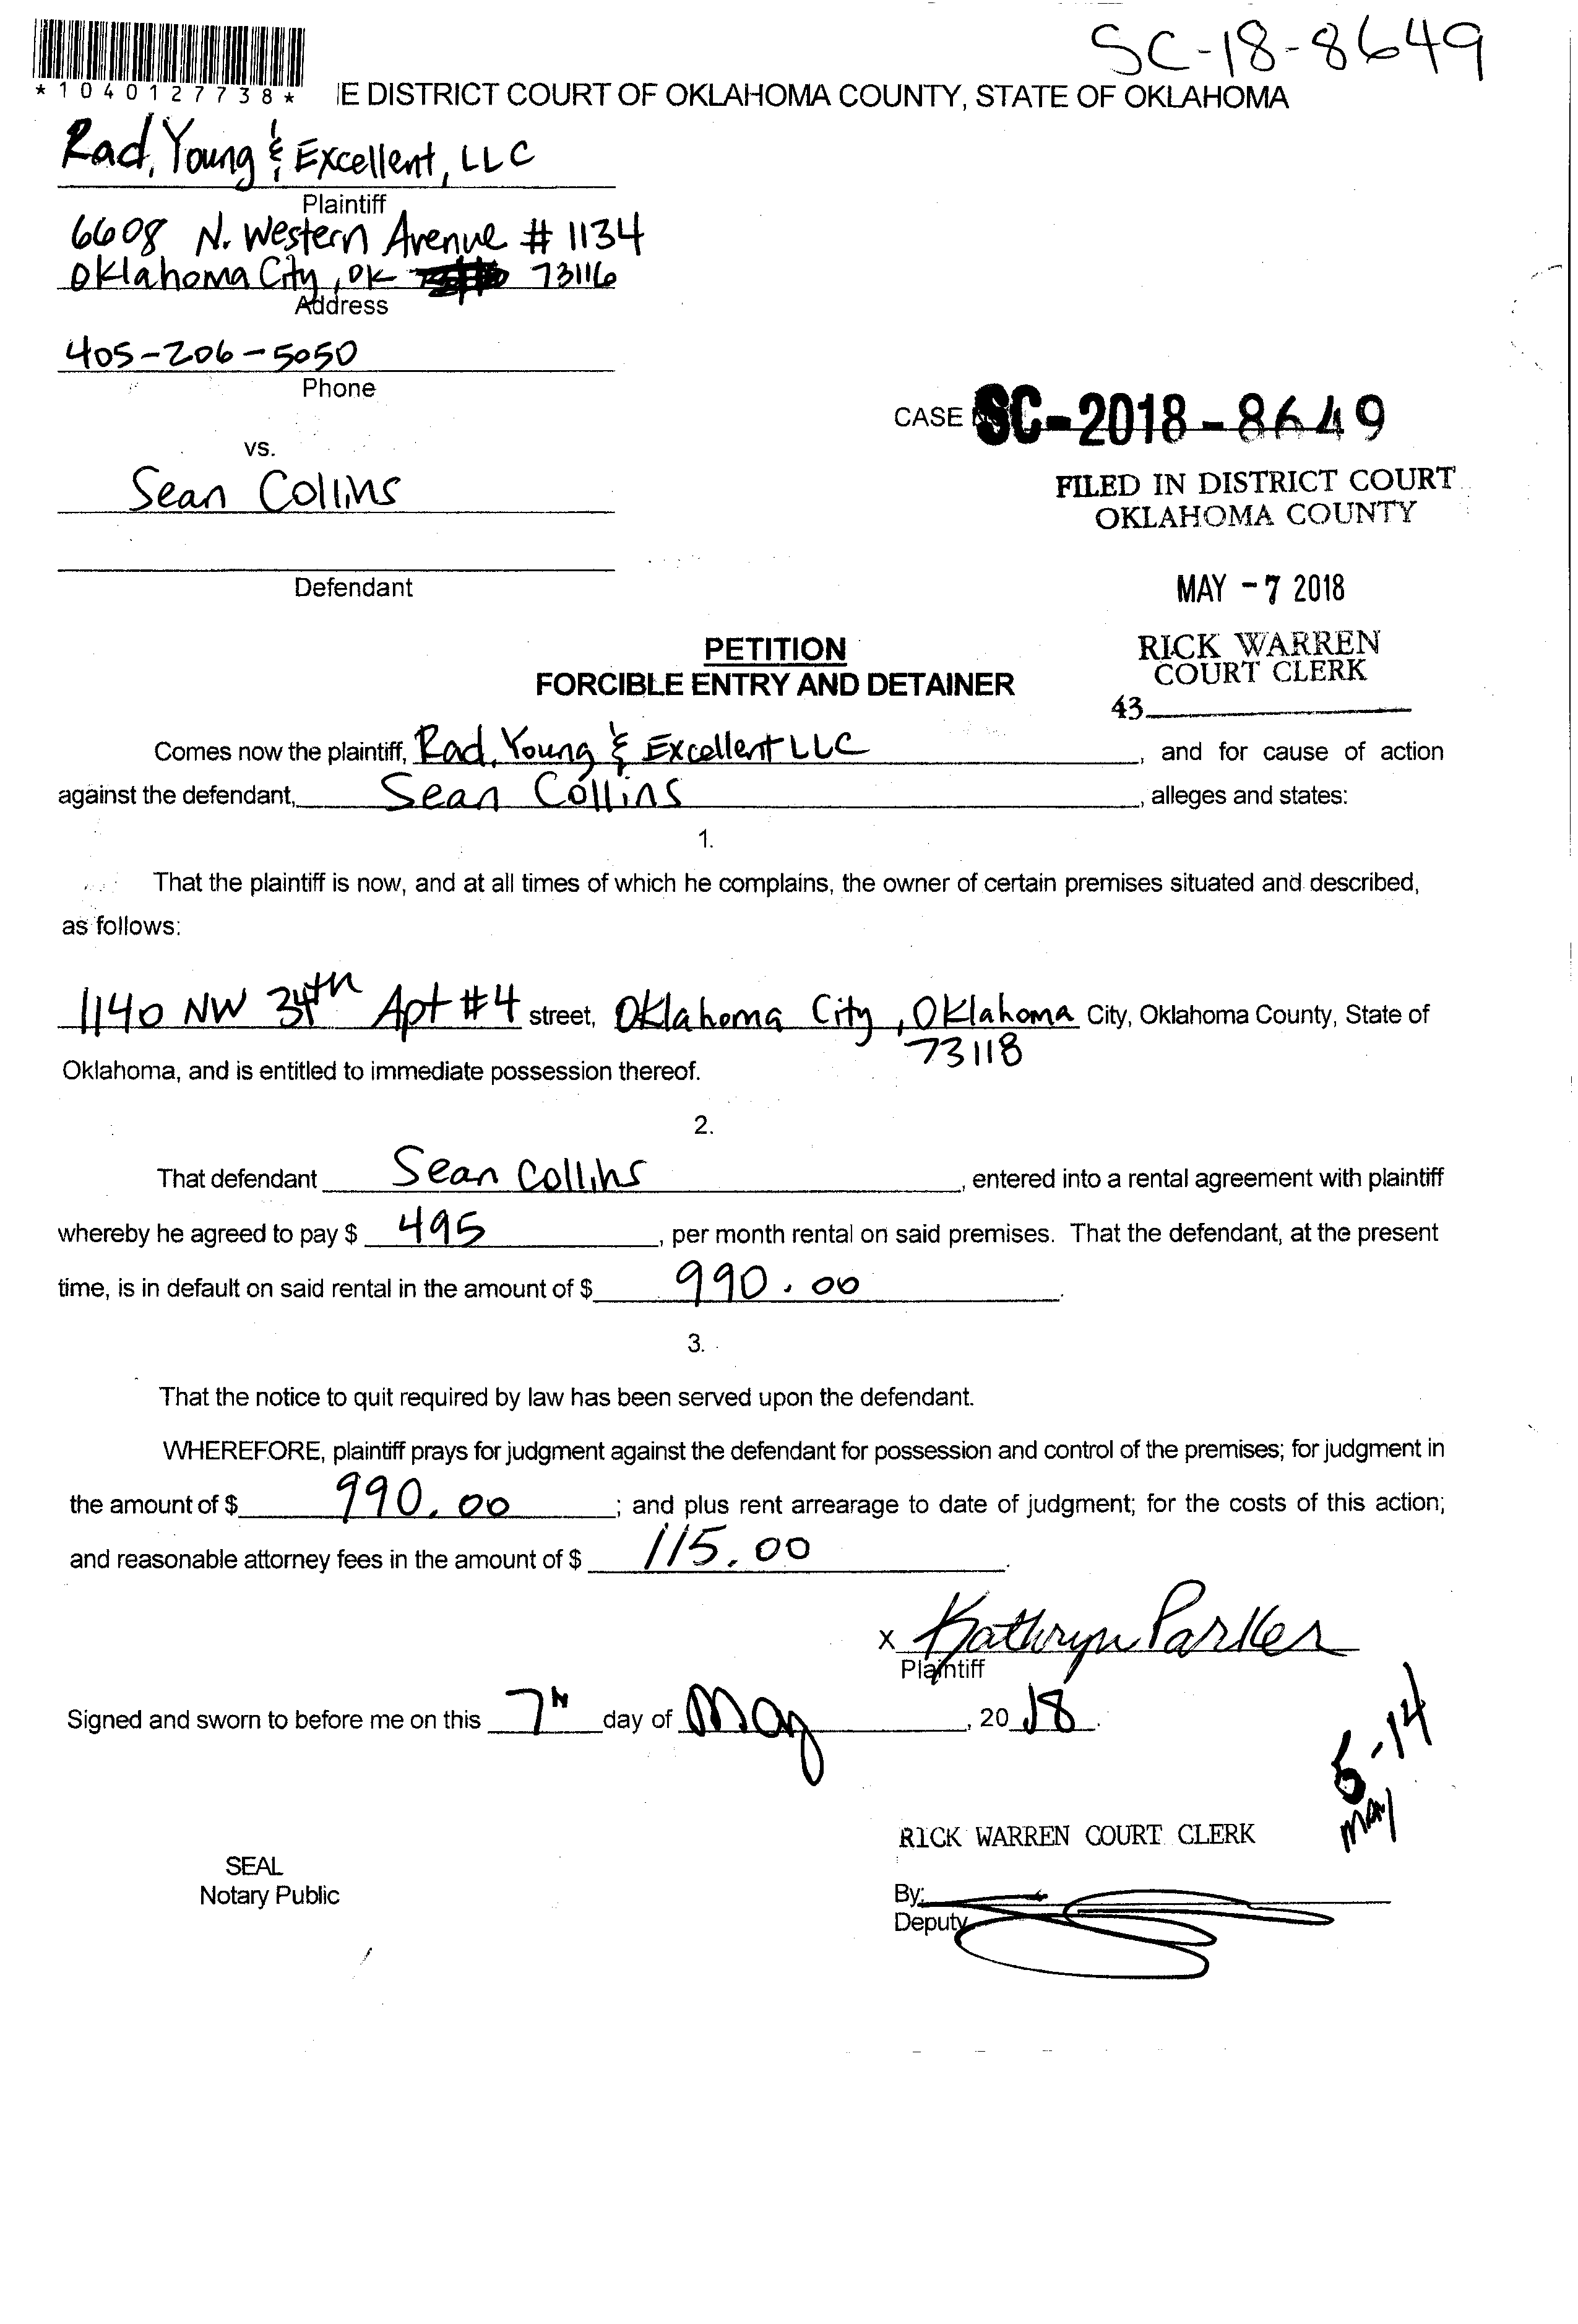 SC-18-8649
*1040127738*
IE DISTRICT COURT OF OKLAHOMA COUNTY, STATE OF OKLAHOMA
Rad, Young & Excellent, LLC
Plaintiff
6608 N. Western Avenue # 1134
Oklahoma City, OK 73116
Address
405-206-5050
Phone
CASE SC-2018-8649
vs.
Sean Collins
FILED IN DISTRICT COURT
OKLAHOMA COUNTY
Defendant
MAY -7 2018
PETITION
FORCIBLE ENTRY AND DETAINER
RICK WARREN
COURT CLERK
43
Comes now the plaintiff, Rad, Young & Excellent LLC, and for cause of action
against the defendant, Sean Collins, alleges and states:
1.
That the plaintiff is now, and at all times of which he complains, the owner of certain premises situated and described,
as follows:
1140 NW 34th Apt #4 street, Oklahoma City, Oklahoma City, Oklahoma County, State of
73118
Oklahoma, and is entitled to immediate possession thereof.
2.
That defendant Sean Collins, entered into a rental agreement with plaintiff
whereby he agreed to pay $ 495, per month rental on said premises. That the defendant, at the present
time, is in default on said rental in the amount of $ 990.00.
3.
That the notice to quit required by law has been served upon the defendant.
WHEREFORE, plaintiff prays for judgment against the defendant for possession and control of the premises; for judgment in
the amount of $ 990.00; and plus rent arrearage to date of judgment; for the costs of this action;
and reasonable attorney fees in the amount of $ 115.00.
x Kathryn Parker
Plaintiff
Signed and sworn to before me on this 7th day of May, 2018.
5-14
May
RICK WARREN COURT CLERK
SEAL
Notary Public
By:
Deputy